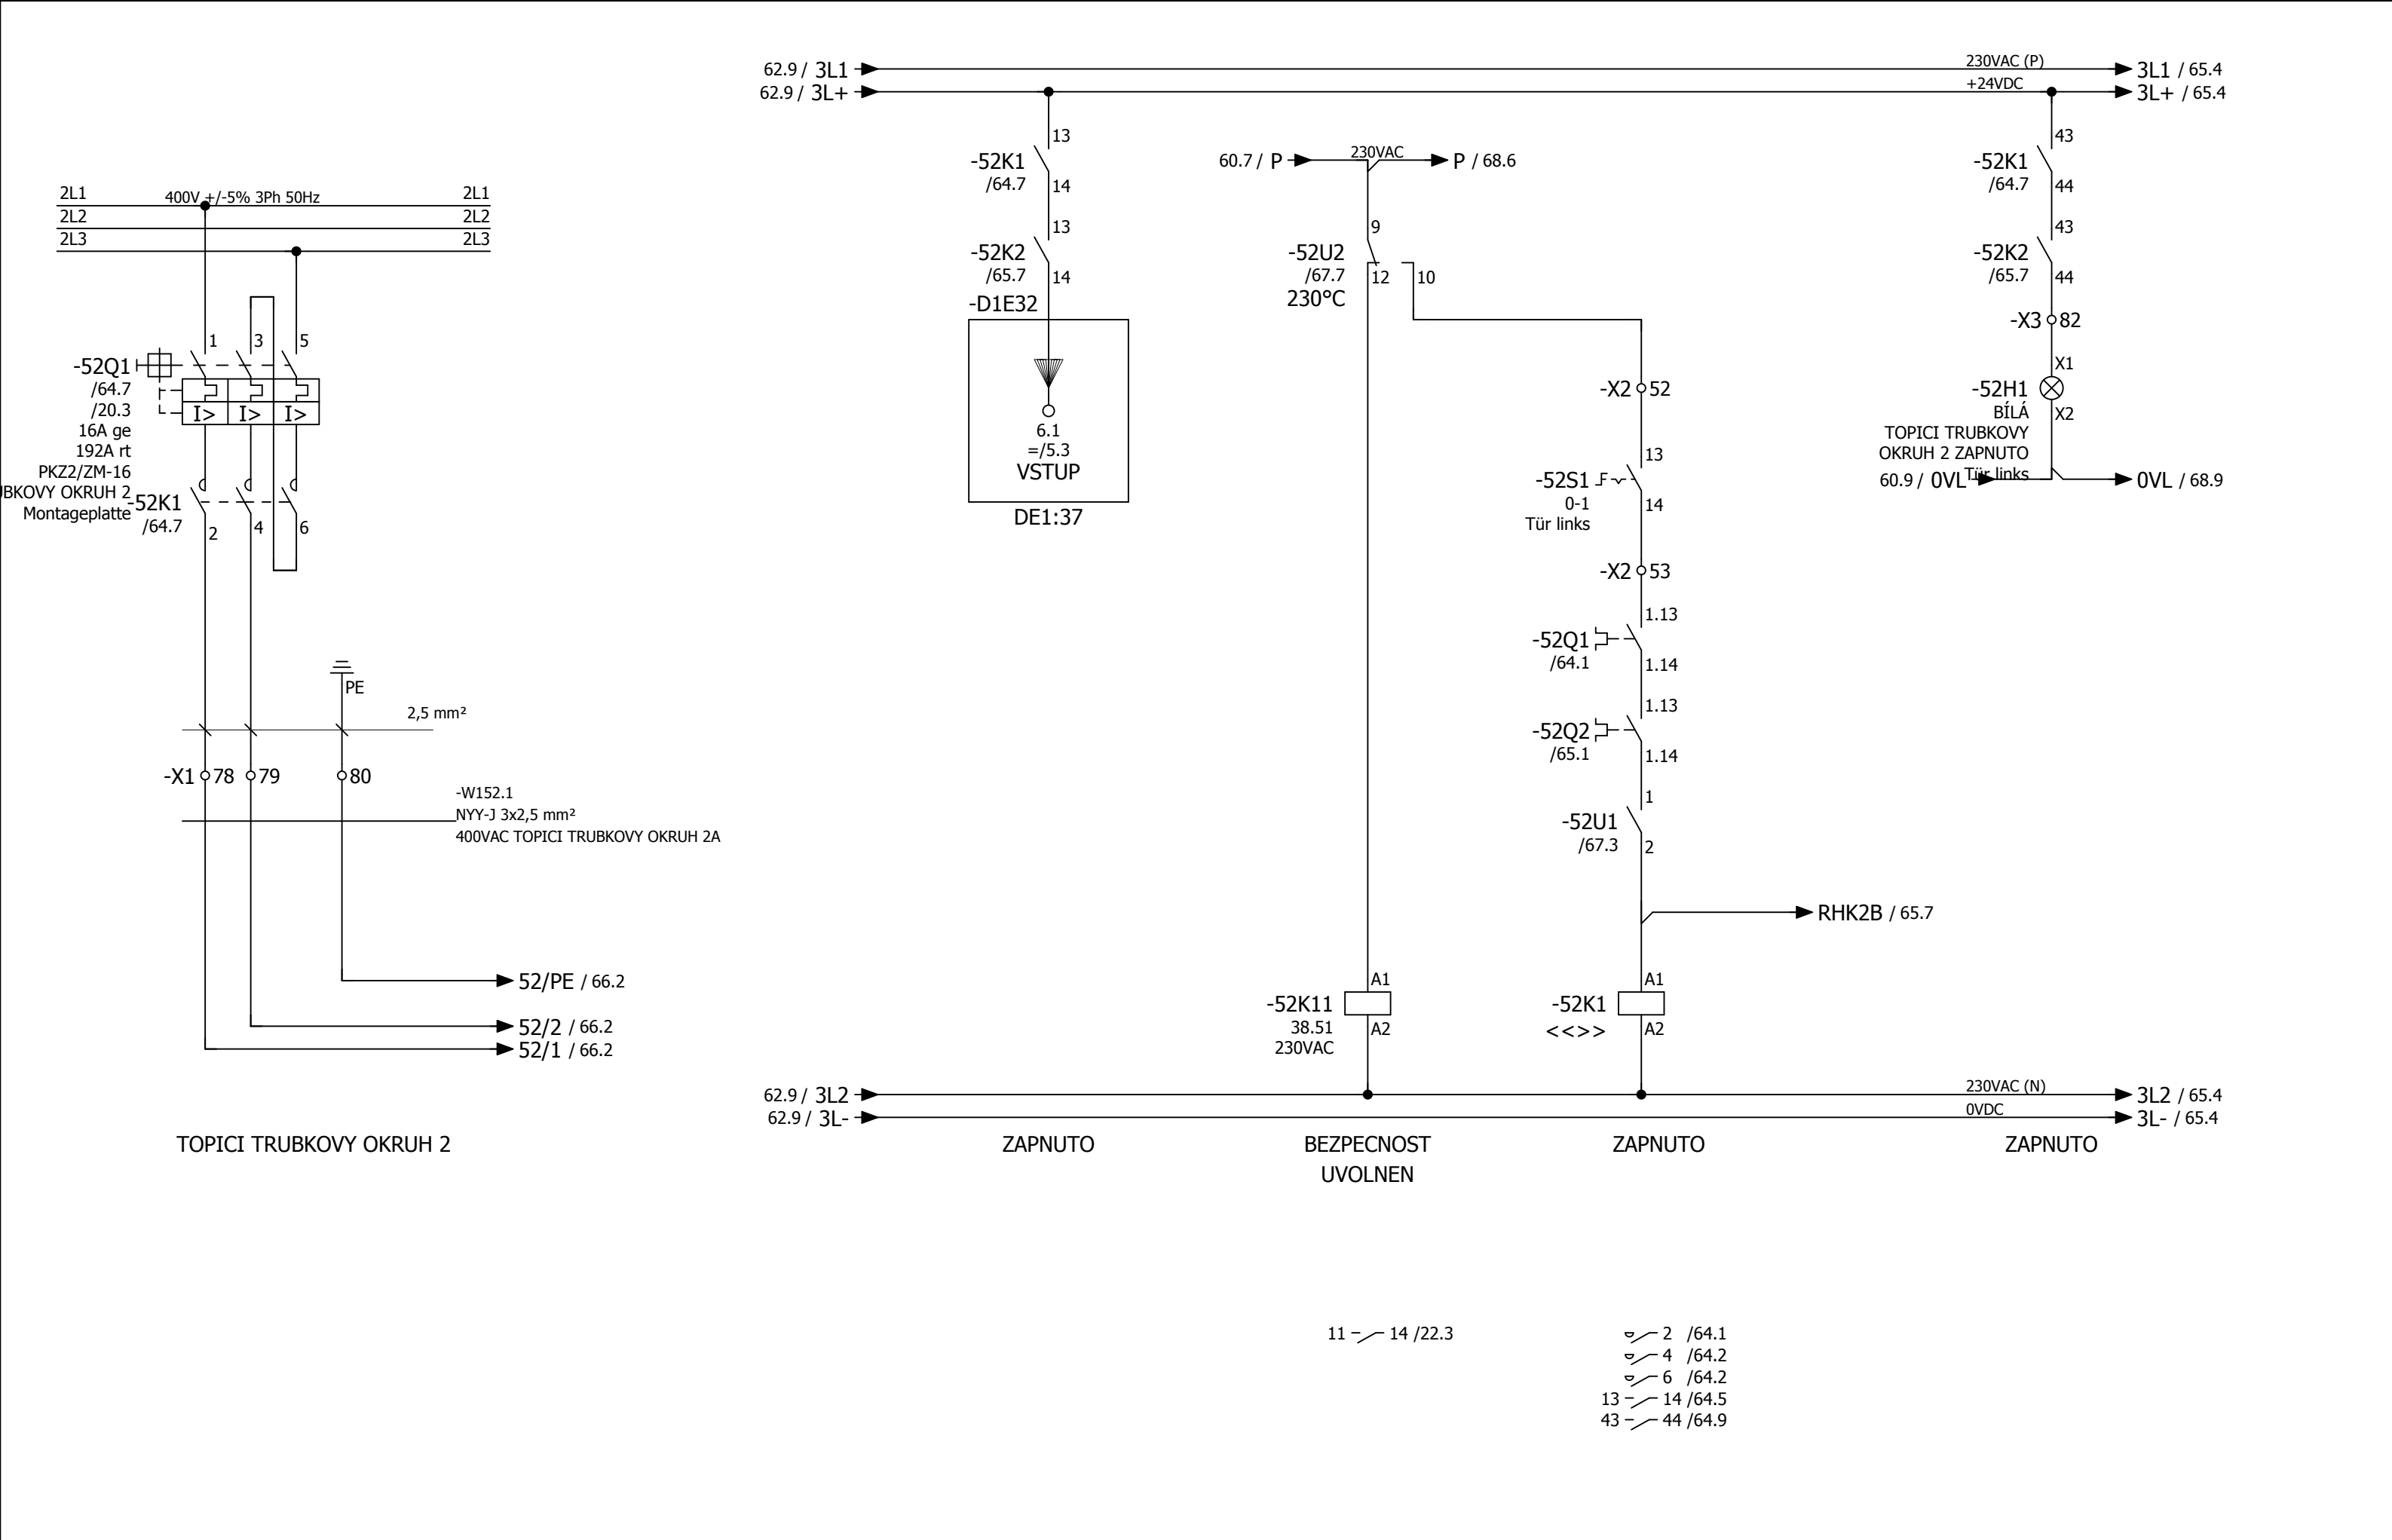 62.9 / 3L1
230VAC (P)
3L1 / 65.4
62.9 / 3L+
+24VDC
3L+ / 65.4
2L1
400V +/-5% 3Ph 50Hz
2L1
2L2
2L2
2L3
2L3
1
3
5
-52Q1
/64.7
/20.3
16A ge
192A rt
PKZ2/ZM-16
UBKOVY OKRUH 2
Montageplatte
I>
I>
I>
-52K1
/64.7
2
4
6
PE
2,5 mm²
-X1
78
79
80
-W152.1
NYY-J 3x2,5 mm²
400VAC TOPICI TRUBKOVY OKRUH 2A
52/PE / 66.2
52/2 / 66.2
52/1 / 66.2
TOPICI TRUBKOVY OKRUH 2
13
-52K1
/64.7
14
13
-52K2
/65.7
14
-D1E32
6.1
=/5.3
VSTUP
DE1:37
60.7 / P
230VAC
P / 68.6
9
-52U2
/67.7
12
10
230°C
-X2
52
13
-52S1
0-1
14
Tür links
-X2
53
1.13
-52Q1
/64.1
1.14
1.13
-52Q2
/65.1
1.14
1
-52U1
/67.3
2
RHK2B / 65.7
A1
-52K11
38.51
A2
230VAC
A1
-52K1
<<>>
A2
43
-52K1
/64.7
44
43
-52K2
/65.7
44
-X3
82
X1
-52H1
BÍLÁ
X2
TOPICI TRUBKOVY
OKRUH 2 ZAPNUTO
Tür links
60.9 / 0VL
0VL / 68.9
62.9 / 3L2
230VAC (N)
3L2 / 65.4
62.9 / 3L-
0VDC
3L- / 65.4
ZAPNUTO
BEZPECNOST
UVOLNEN
ZAPNUTO
ZAPNUTO
11
14 /22.3
2 /64.1
4 /64.2
6 /64.2
13
14 /64.5
43
44 /64.9